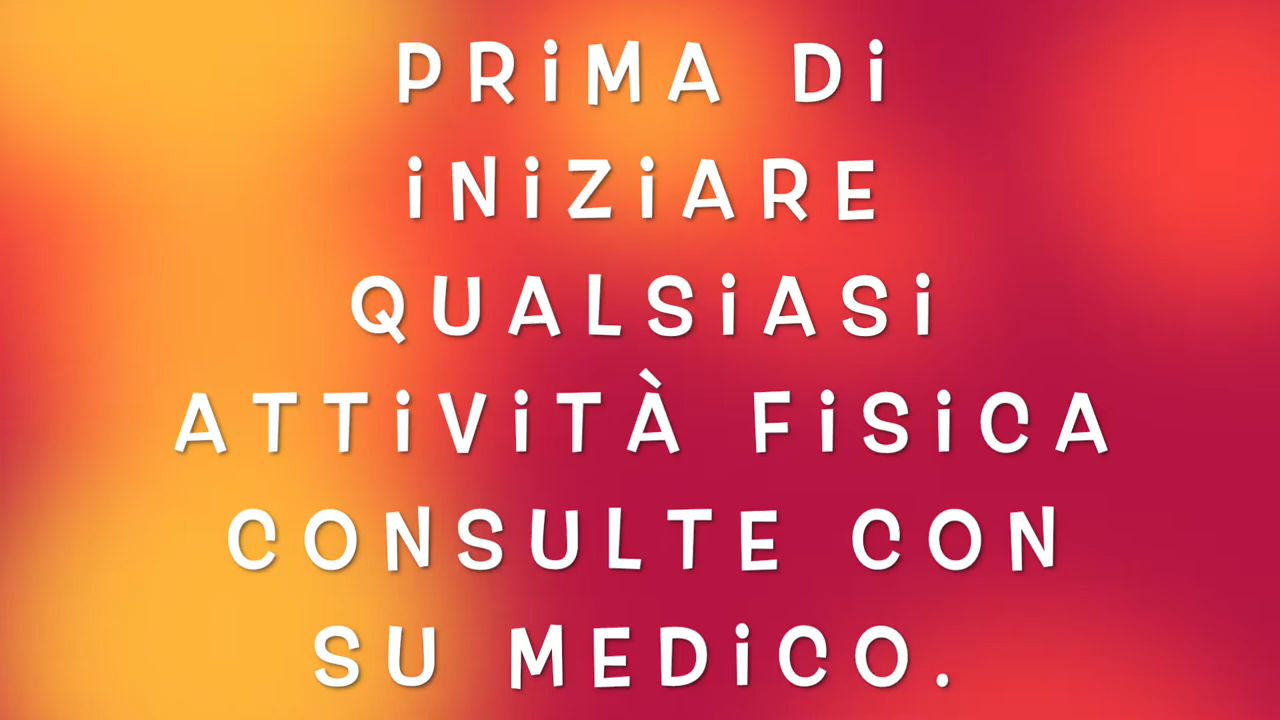 PRiMA Di
iNiZiARE
QUALSiASi
ATTiViTÀ FiSiCA
CONSULTE CON
SU MEDiCO.